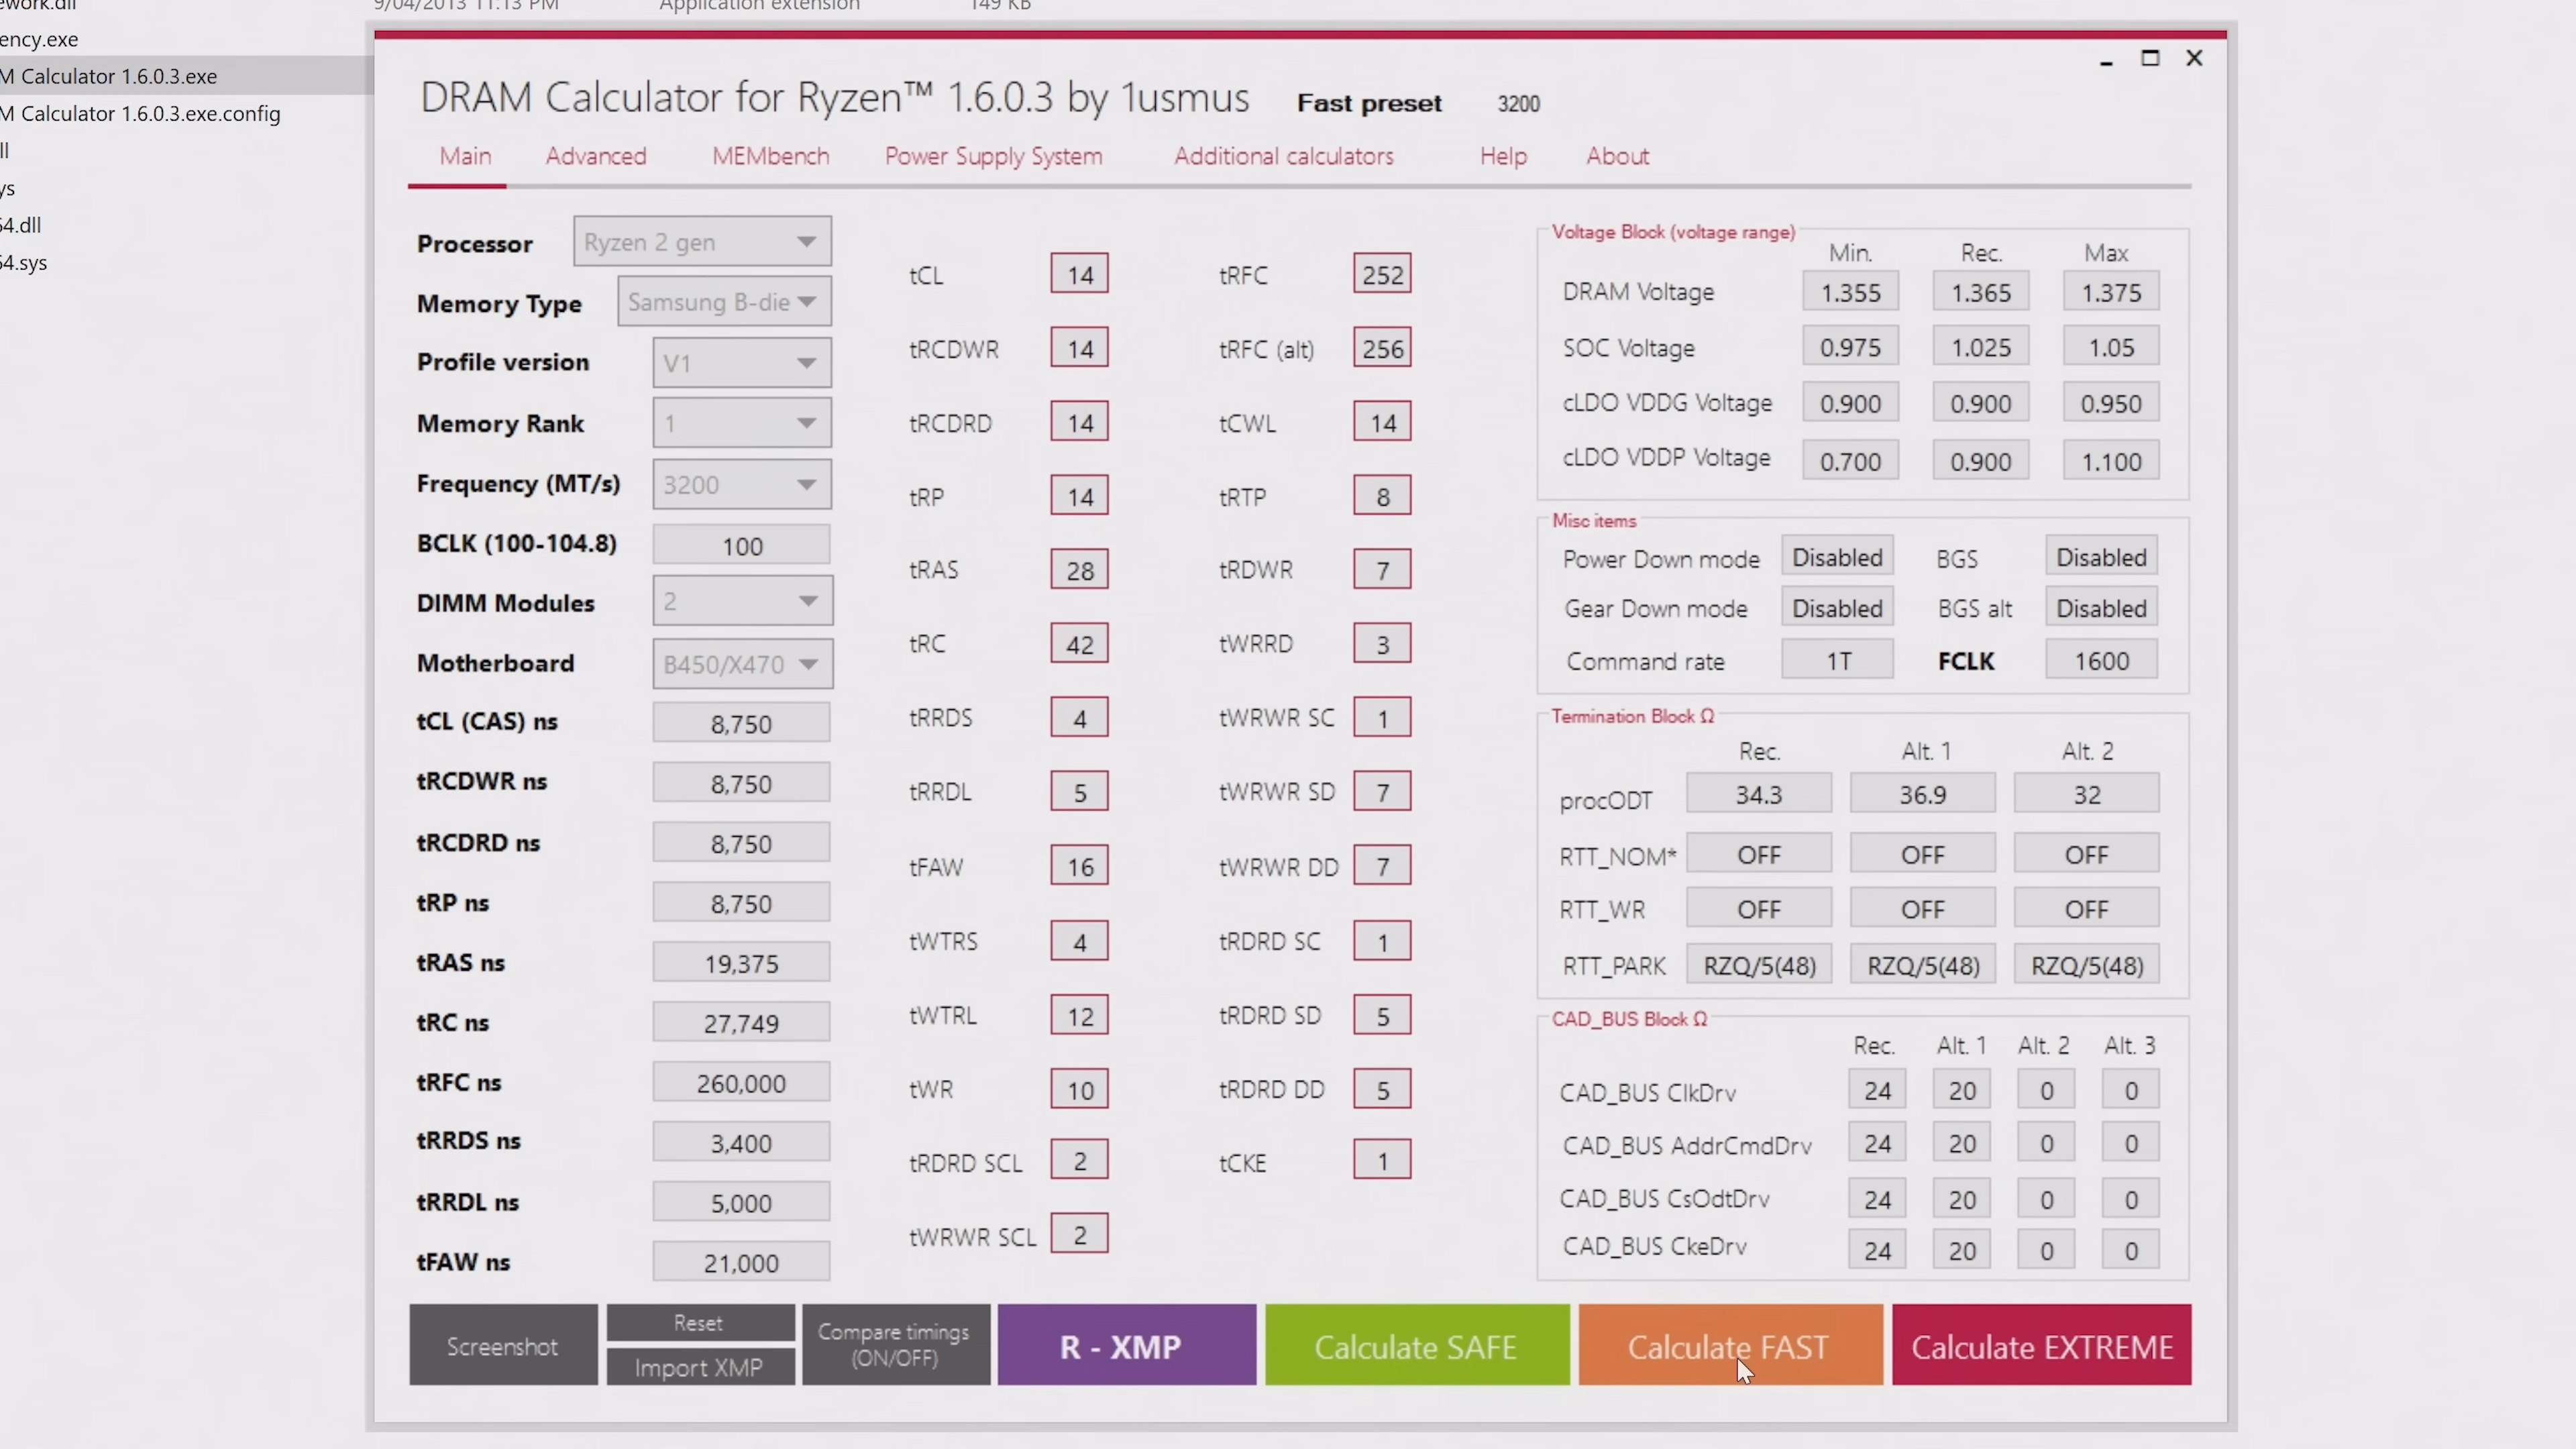 ework.dll 9/04/2013 11:13 PM Application extension 149 KB
ency.exe
M Calculator 1.6.0.3.exe
M Calculator 1.6.0.3.exe.config
ll
ys
64.dll
64.sys
DRAM Calculator for Ryzen™ 1.6.0.3 by 1usmus Fast preset 3200
Main Advanced MEMbench Power Supply System Additional calculators Help About
Processor Ryzen 2 gen
Memory Type Samsung B-die
Profile version V1
Memory Rank 1
Frequency (MT/s) 3200
BCLK (100-104.8) 100
DIMM Modules 2
Motherboard B450/X470
tCL (CAS) ns 8,750
tRCDWR ns 8,750
tRCDRD ns 8,750
tRP ns 8,750
tRAS ns 19,375
tRC ns 27,749
tRFC ns 260,000
tRRDS ns 3,400
tRRDL ns 5,000
tFAW ns 21,000
tCL 14
tRCDWR 14
tRCDRD 14
tRP 14
tRAS 28
tRC 42
tRRDS 4
tRRDL 5
tFAW 16
tWTRS 4
tWTRL 12
tWR 10
tRDRD SCL 2
tWRWR SCL 2
tRFC 252
tRFC (alt) 256
tCWL 14
tRTP 8
tRDWR 7
tWRRD 3
tWRWR SC 1
tWRWR SD 7
tWRWR DD 7
tRDRD SC 1
tRDRD SD 5
tRDRD DD 5
tCKE 1
Voltage Block (voltage range)
Min. Rec. Max
DRAM Voltage 1.355 1.365 1.375
SOC Voltage 0.975 1.025 1.05
cLDO VDDG Voltage 0.900 0.900 0.950
cLDO VDDP Voltage 0.700 0.900 1.100
Misc items
Power Down mode Disabled BGS Disabled
Gear Down mode Disabled BGS alt Disabled
Command rate 1T FCLK 1600
Termination Block Ω
Rec. Alt. 1 Alt. 2
procODT 34.3 36.9 32
RTT_NOM* OFF OFF OFF
RTT_WR OFF OFF OFF
RTT_PARK RZQ/5(48) RZQ/5(48) RZQ/5(48)
CAD_BUS Block Ω
Rec. Alt. 1 Alt. 2 Alt. 3
CAD_BUS ClkDrv 24 20 0 0
CAD_BUS AddrCmdDrv 24 20 0 0
CAD_BUS CsOdtDrv 24 20 0 0
CAD_BUS CkeDrv 24 20 0 0
Screenshot
Reset
Import XMP
Compare timings
(ON/OFF)
R - XMP
Calculate SAFE
Calculate FAST
Calculate EXTREME